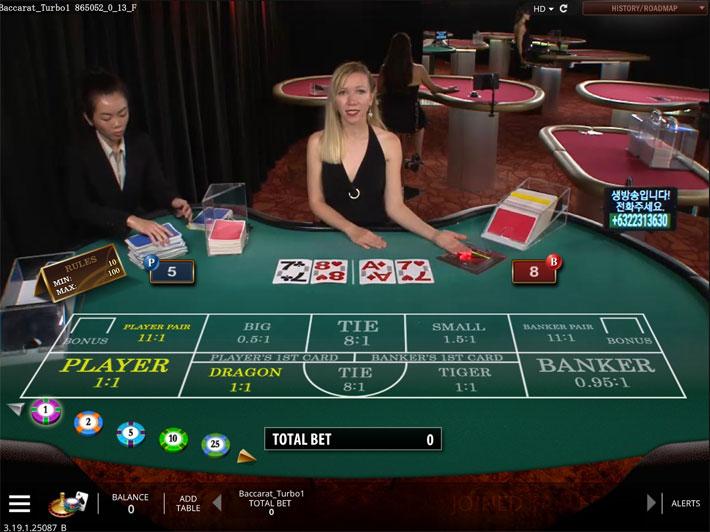 Baccarat_Turbo1 865052_0_13_F
HD
HISTORY/ROADMAP
생방송입니다!
전화주세요.
+6322313630
RULES
MIN: 10
MAX: 100
P 5
7 8 A 7
8 B
BONUS
PLAYER PAIR
11:1
BIG
0.5:1
TIE
8:1
SMALL
1.5:1
BANKER PAIR
11:1
BONUS
PLAYER'S 1ST CARD
BANKER'S 1ST CARD
PLAYER
1:1
DRAGON
1:1
TIE
8:1
TIGER
1:1
BANKER
0.95:1
1
2
5
10
25
TOTAL BET 0
BALANCE
0
ADD
TABLE
Baccarat_Turbo1
TOTAL BET
0
ALERTS
3.19.1.25087_B